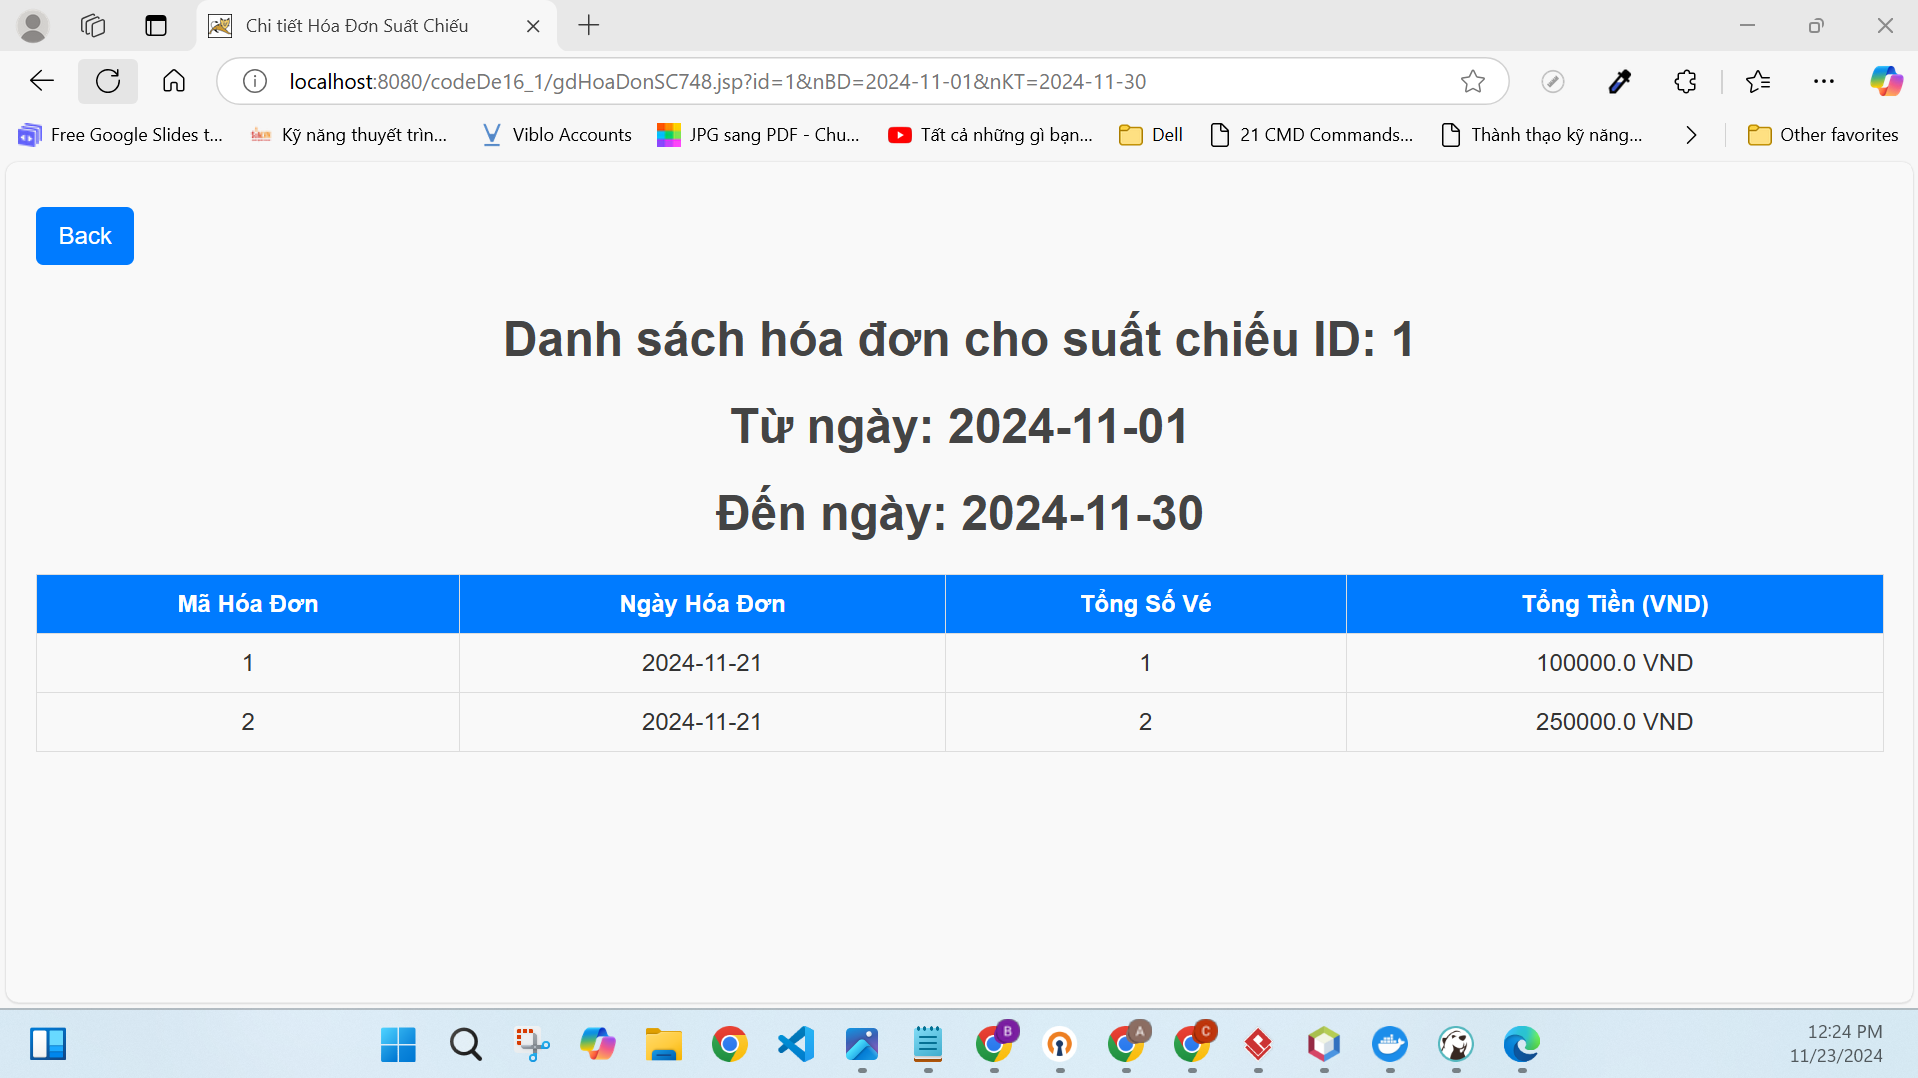 Chi tiết Hóa Đơn Suất Chiếu
localhost:8080/codeDe16_1/gdHoaDonSC748.jsp?id=1&nBD=2024-11-01&nKT=2024-11-30
Free Google Slides t... Kỹ năng thuyết trìn... Viblo Accounts JPG sang PDF - Chu... Tất cả những gì bạn... Dell 21 CMD Commands... Thành thạo kỹ năng... Other favorites
Back
Danh sách hóa đơn cho suất chiếu ID: 1
Từ ngày: 2024-11-01
Đến ngày: 2024-11-30
Mã Hóa Đơn Ngày Hóa Đơn Tổng Số Vé Tổng Tiền (VND)
1 2024-11-21 1 100000.0 VND
2 2024-11-21 2 250000.0 VND
B A C
12:24 PM
11/23/2024